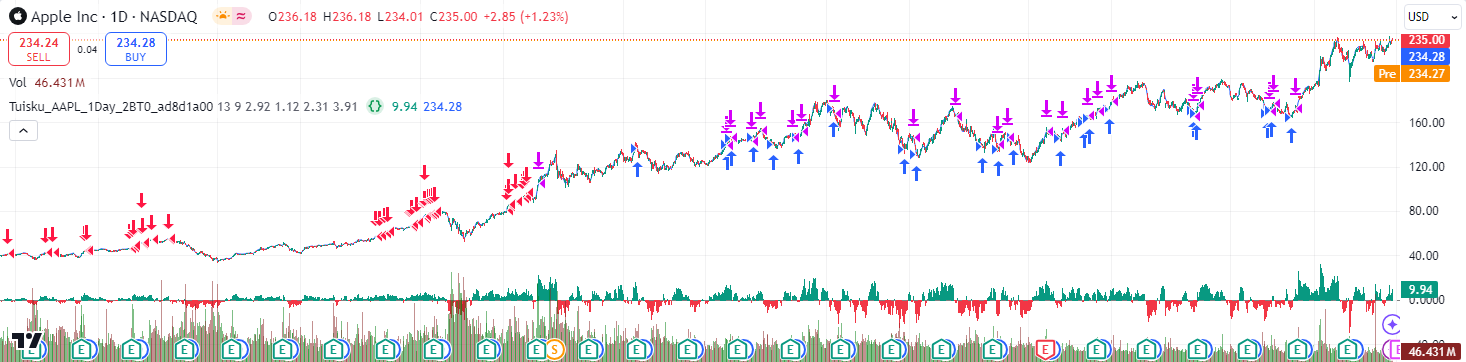 Apple Inc · 1D · NASDAQ O236.18 H236.18 L234.01 C235.00 +2.85 (+1.23%)
USD
234.24 SELL 0.04 234.28 BUY
235.00
234.28
Pre 234.27
Vol 46.431M
Tuisku_AAPL_1Day_2BT0_ad8d1a00 13 9 2.92 1.12 2.31 3.91 {} 9.94 234.28
160.00
120.00
80.00
40.00
9.94
0.0000
E E E E E E E E E E E S E E E E E E E E E E E E E E E E
46.431M